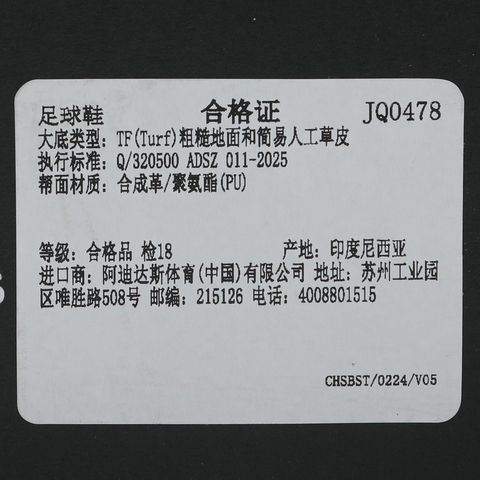 足球鞋 合格证 JQ0478
大底类型: TF(Turf)粗糙地面和简易人工草皮
执行标准: Q/320500 ADSZ 011-2025
帮面材质: 合成革/聚氨酯(PU)
等级: 合格品 检18 产地: 印度尼西亚
进口商: 阿迪达斯体育(中国)有限公司 地址: 苏州工业园
区唯胜路508号 邮编: 215126 电话: 4008801515
CHSBST/0224/V05